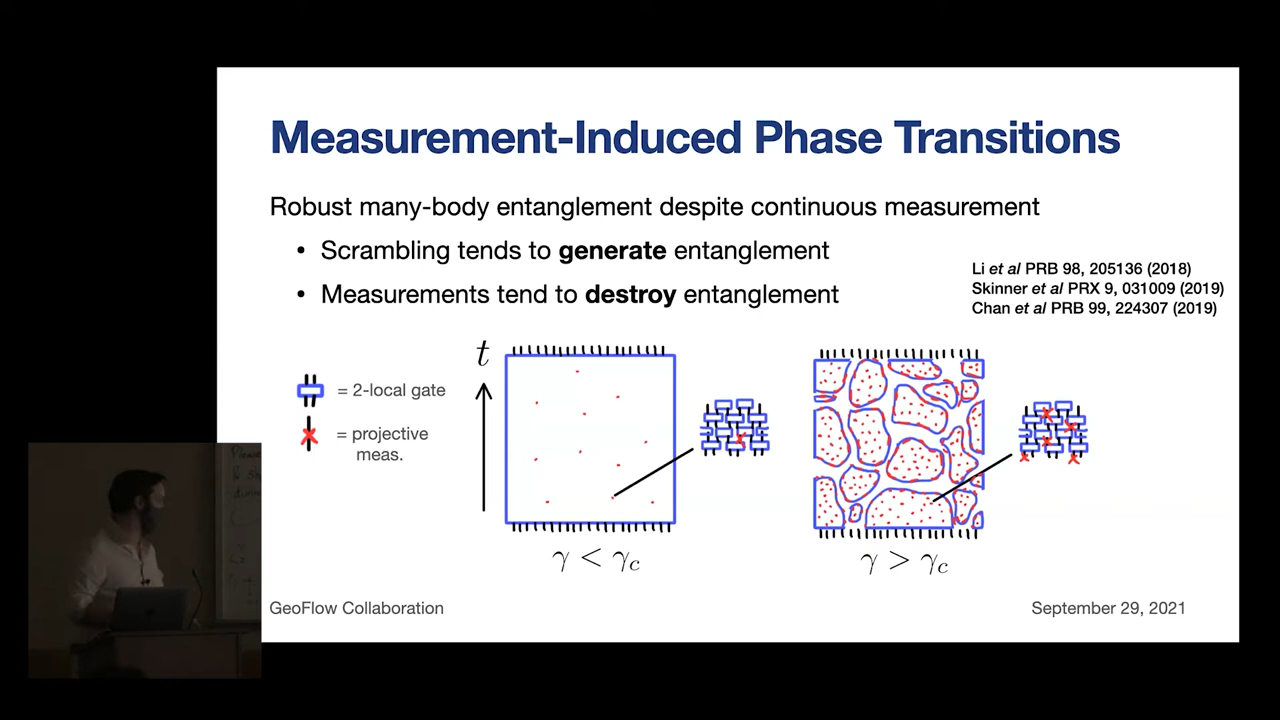 Measurement-Induced Phase Transitions
Robust many-body entanglement despite continuous measurement
• Scrambling tends to generate entanglement
• Measurements tend to destroy entanglement
Li et al PRB 98, 205136 (2018)
Skinner et al PRX 9, 031009 (2019)
Chan et al PRB 99, 224307 (2019)
t
= 2-local gate
= projective
meas.
γ < γc
γ > γc
GeoFlow Collaboration
September 29, 2021